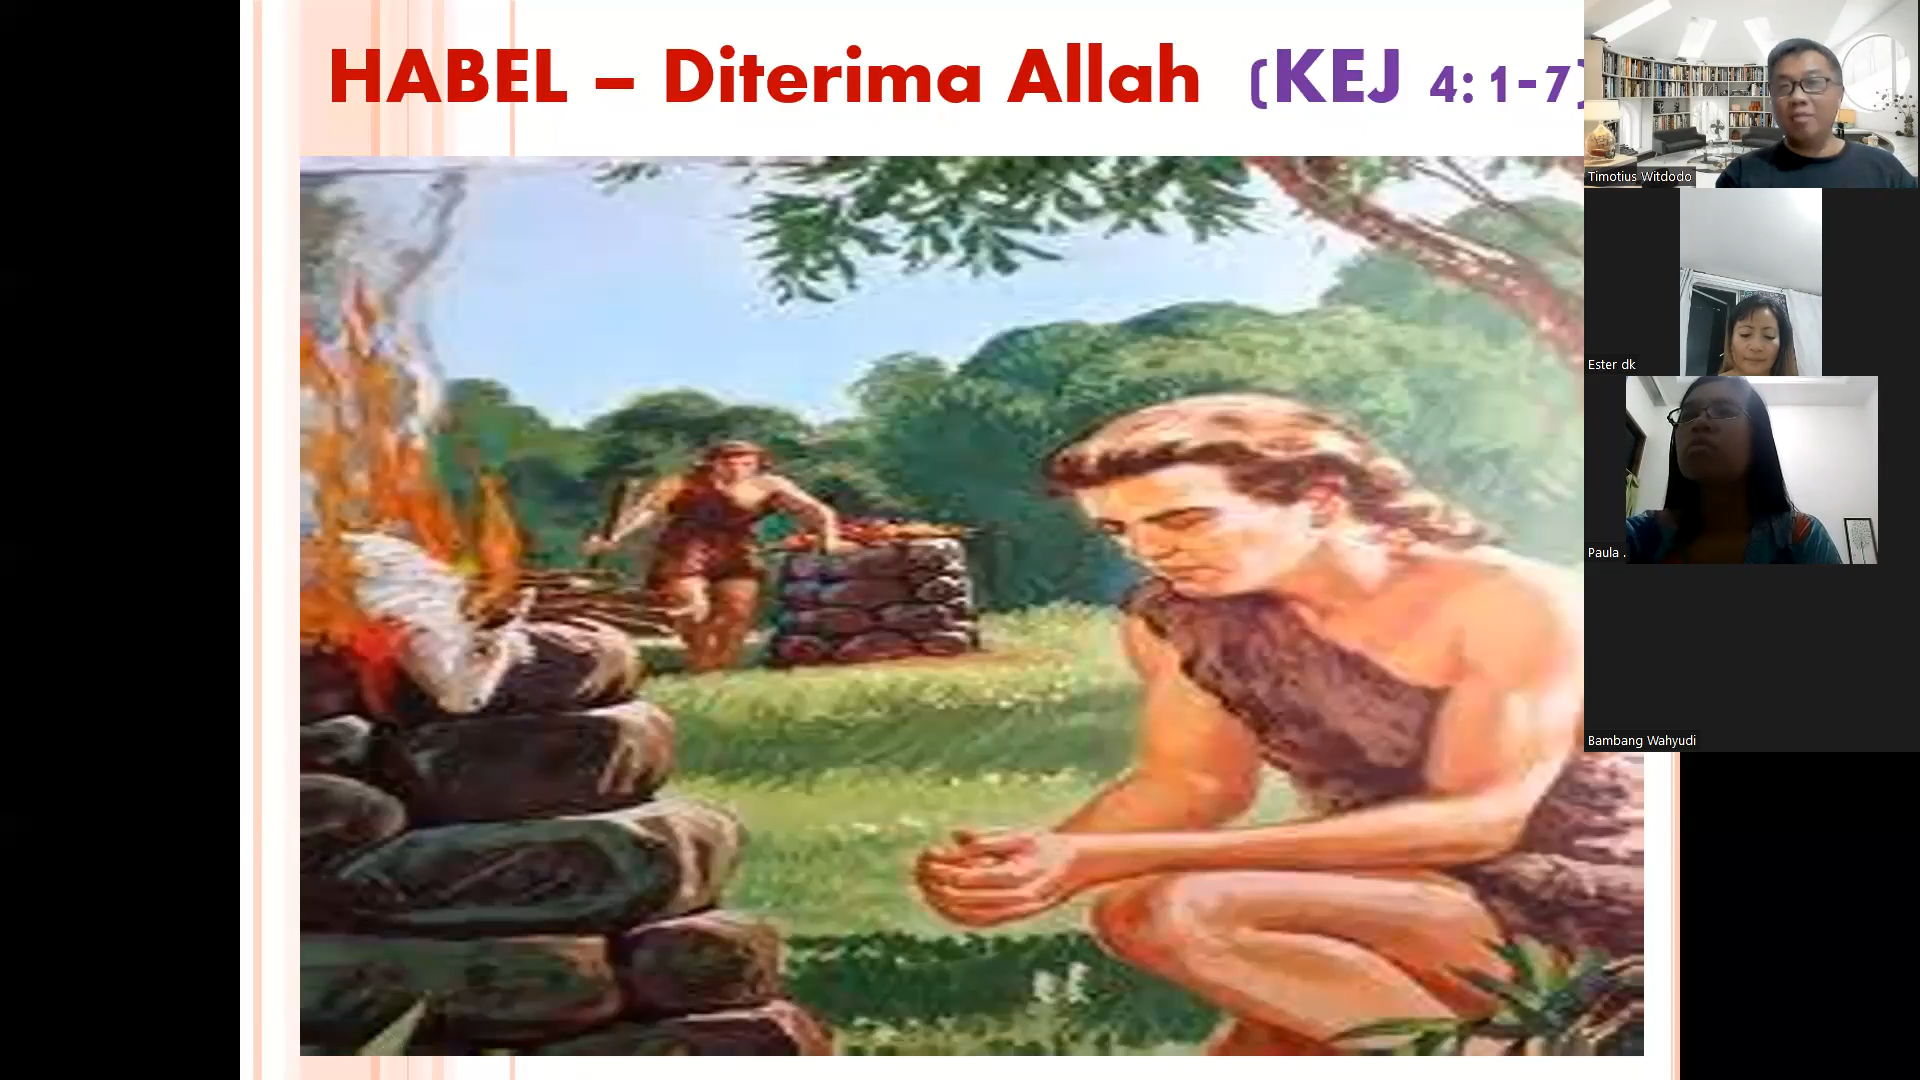 HABEL – Diterima Allah (KEJ 4:1-7)
Timotius Witdodo
Ester dk
Paula .
Bambang Wahyudi